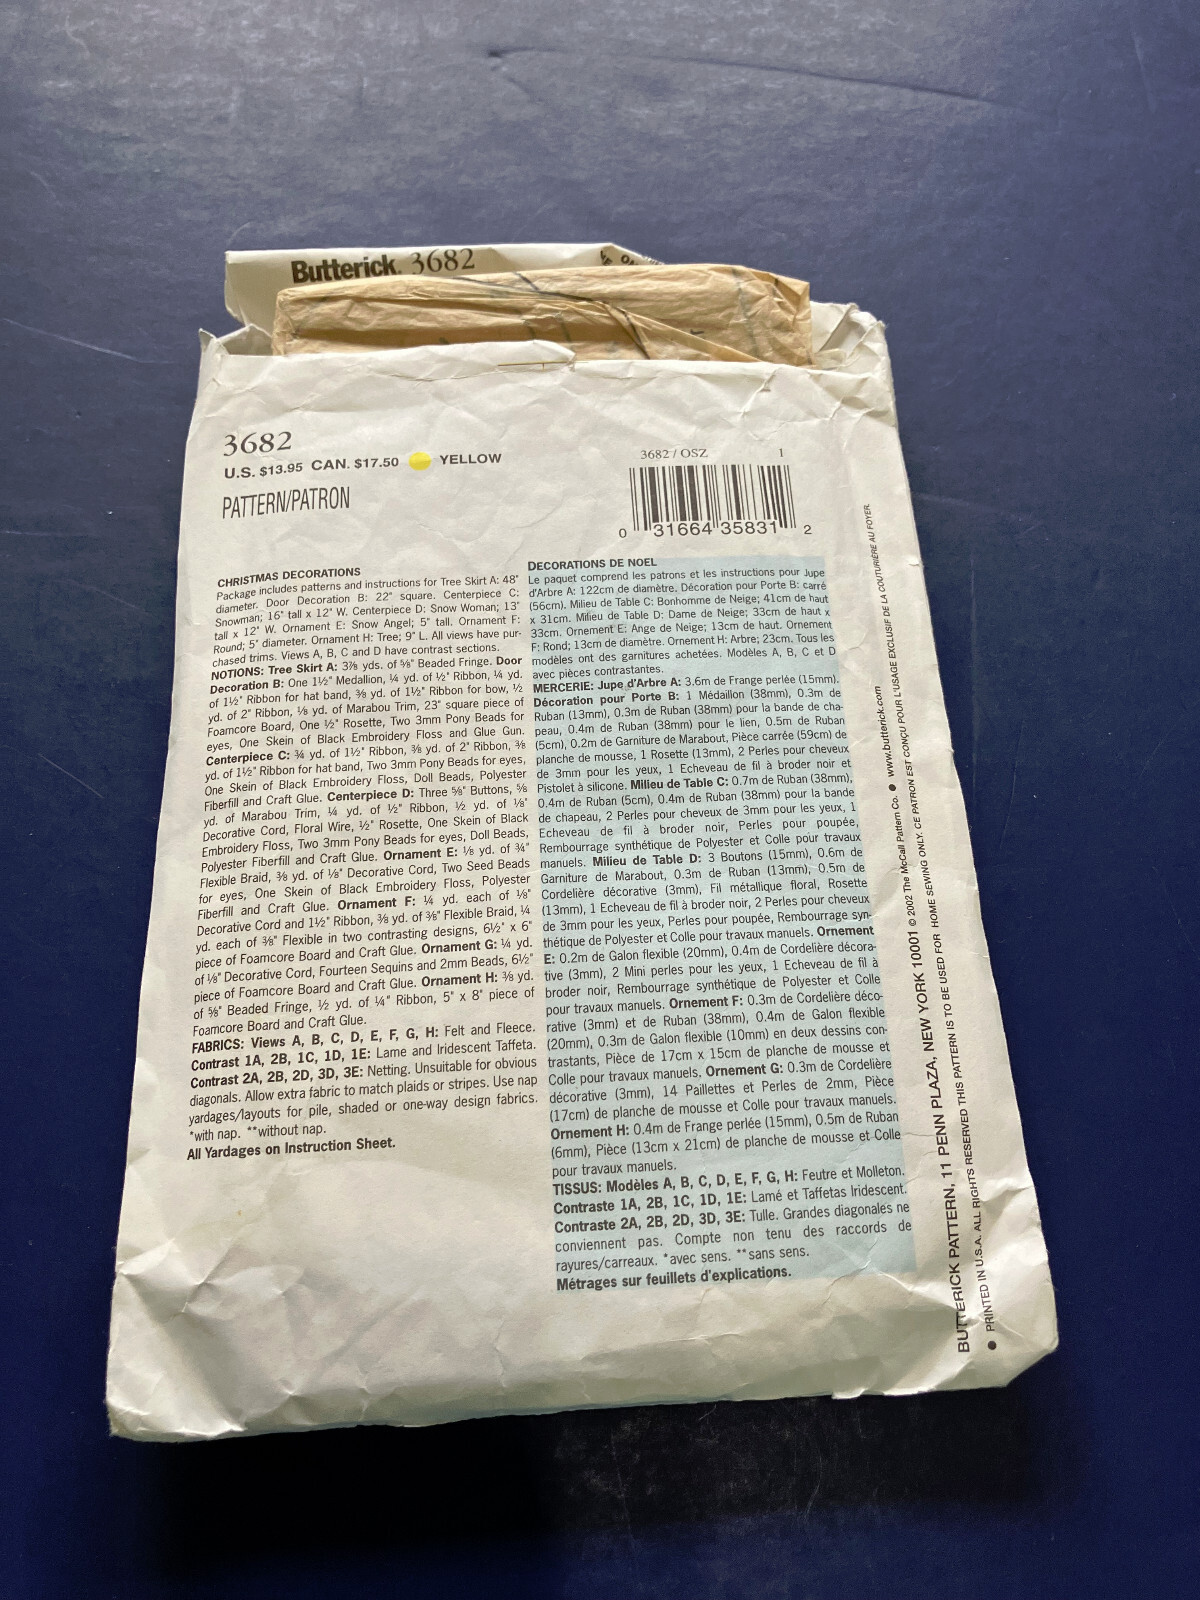 Butterick. 3682
3682
U.S. $13.95 CAN. $17.50 YELLOW
PATTERN/PATRON
3682 / OSZ 1
0 31664 35831 2
CHRISTMAS DECORATIONS
Package includes patterns and instructions for Tree Skirt A: 48"
diameter. Door Decoration B: 22" square. Centerpiece C:
Snowman; 16" tall x 12" W. Centerpiece D: Snow Woman; 13"
tall x 12" W. Ornament E: Snow Angel; 5" tall. Ornament F:
Round; 5" diameter. Ornament H: Tree; 9" L. All views have pur-
chased trims. Views A, B, C and D have contrast sections.
NOTIONS: Tree Skirt A: 3⅞ yds. of ⅝" Beaded Fringe. Door
Decoration B: One 1½" Medallion, ¼ yd. of ½" Ribbon, ¼ yd.
of 1½" Ribbon for hat band, ⅜ yd. of 1½" Ribbon for bow, ½
yd. of 2" Ribbon, ⅛ yd. of Marabou Trim, 23" square piece of
Foamcore Board, One ½" Rosette, Two 3mm Pony Beads for
eyes, One Skein of Black Embroidery Floss and Glue Gun.
Centerpiece C: ¾ yd. of 1½" Ribbon, ⅜ yd. of 2" Ribbon, ⅜
yd. of 1½" Ribbon for hat band, Two 3mm Pony Beads for eyes,
One Skein of Black Embroidery Floss, Doll Beads, Polyester
Fiberfill and Craft Glue. Centerpiece D: Three ⅝" Buttons, ⅝
yd. of Marabou Trim, ¼ yd. of ½" Ribbon, ½ yd. of ⅛"
Decorative Cord, Floral Wire, ½" Rosette, One Skein of Black
Embroidery Floss, Two 3mm Pony Beads for eyes, Doll Beads,
Polyester Fiberfill and Craft Glue. Ornament E: ⅛ yd. of ¾"
Flexible Braid, ⅜ yd. of ⅛" Decorative Cord, Two Seed Beads
for eyes, One Skein of Black Embroidery Floss, Polyester
Fiberfill and Craft Glue. Ornament F: ¼ yd. each of ⅛"
Decorative Cord and 1½" Ribbon, ⅜ yd. of ⅜" Flexible Braid, ¼
yd. each of ⅜" Flexible in two contrasting designs, 6½" x 6"
piece of Foamcore Board and Craft Glue. Ornament G: ¼ yd.
of ⅛" Decorative Cord, Fourteen Sequins and 2mm Beads, 6½"
piece of Foamcore Board and Craft Glue. Ornament H: ⅜ yd.
of ⅝" Beaded Fringe, ½ yd. of ¼" Ribbon, 5" x 8" piece of
Foamcore Board and Craft Glue.
FABRICS: Views A, B, C, D, E, F, G, H: Felt and Fleece.
Contrast 1A, 2B, 1C, 1D, 1E: Lame and Iridescent Taffeta.
Contrast 2A, 2B, 2D, 3D, 3E: Netting. Unsuitable for obvious
diagonals. Allow extra fabric to match plaids or stripes. Use nap
yardages/layouts for pile, shaded or one-way design fabrics.
*with nap. **without nap.
All Yardages on Instruction Sheet.
DECORATIONS DE NOEL
Le paquet comprend les patrons et les instructions pour Jupe
d'Arbre A: 122cm de diamètre. Décoration pour Porte B: carré
(56cm). Milieu de Table C: Bonhomme de Neige; 41cm de haut
x 31cm. Milieu de Table D: Dame de Neige; 33cm de haut x
33cm. Ornement E: Ange de Neige; 13cm de haut. Ornement
F: Rond; 13cm de diamètre. Ornement H: Arbre; 23cm. Tous les
modèles ont des garnitures achetées. Modèles A, B, C et D
avec pièces contrastantes.
MERCERIE: Jupe d'Arbre A: 3.6m de Frange perlée (15mm).
Décoration pour Porte B: 1 Médaillon (38mm), 0.3m de
Ruban (13mm), 0.3m de Ruban (38mm) pour la bande de cha-
peau, 0.4m de Ruban (38mm) pour le lien, 0.5m de Ruban
(5cm), 0.2m de Garniture de Marabout, Pièce carrée (59cm) de
planche de mousse, 1 Rosette (13mm), 2 Perles pour cheveux
de 3mm pour les yeux, 1 Echeveau de fil à broder noir et
Pistolet à silicone. Milieu de Table C: 0.7m de Ruban (38mm),
0.4m de Ruban (5cm), 0.4m de Ruban (38mm) pour la bande
de chapeau, 2 Perles pour cheveux de 3mm pour les yeux, 1
Echeveau de fil à broder noir, Perles pour poupée,
Rembourrage synthétique de Polyester et Colle pour travaux
manuels. Milieu de Table D: 3 Boutons (15mm), 0.6m de
Garniture de Marabout, 0.3m de Ruban (13mm), 0.5m de
Cordelière décorative (3mm), Fil métallique floral, Rosette
(13mm), 1 Echeveau de fil à broder noir, 2 Perles pour cheveux
de 3mm pour les yeux, Perles pour poupée, Rembourrage syn-
thétique de Polyester et Colle pour travaux manuels. Ornement
E: 0.2m de Galon flexible (20mm), 0.4m de Cordelière décora-
tive (3mm), 2 Mini perles pour les yeux, 1 Echeveau de fil à
broder noir, Rembourrage synthétique de Polyester et Colle
pour travaux manuels. Ornement F: 0.3m de Cordelière déco-
rative (3mm) et de Ruban (38mm), 0.4m de Galon flexible
(20mm), 0.3m de Galon flexible (10mm) en deux dessins con-
trastants, Pièce de 17cm x 15cm de planche de mousse et
Colle pour travaux manuels. Ornement G: 0.3m de Cordelière
décorative (3mm), 14 Paillettes et Perles de 2mm, Pièce
(17cm) de planche de mousse et Colle pour travaux manuels.
Ornement H: 0.4m de Frange perlée (15mm), 0.5m de Ruban
(6mm), Pièce (13cm x 21cm) de planche de mousse et Colle
pour travaux manuels.
TISSUS: Modèles A, B, C, D, E, F, G, H: Feutre et Molleton.
Contraste 1A, 2B, 1C, 1D, 1E: Lamé et Taffetas Iridescent.
Contraste 2A, 2B, 2D, 3D, 3E: Tulle. Grandes diagonales ne
conviennent pas. Compte non tenu des raccords de
rayures/carreaux. *avec sens. **sans sens.
Métrages sur feuillets d'explications.
BUTTERICK PATTERN, 11 PENN PLAZA, NEW YORK 10001 © 2002 The McCall Pattern Co. ● www.butterick.com
● PRINTED IN U.S.A. ALL RIGHTS RESERVED THIS PATTERN IS TO BE USED FOR HOME SEWING ONLY. CE PATRON EST CONÇU POUR L'USAGE EXCLUSIF DE LA COUTURIÈRE AU FOYER.